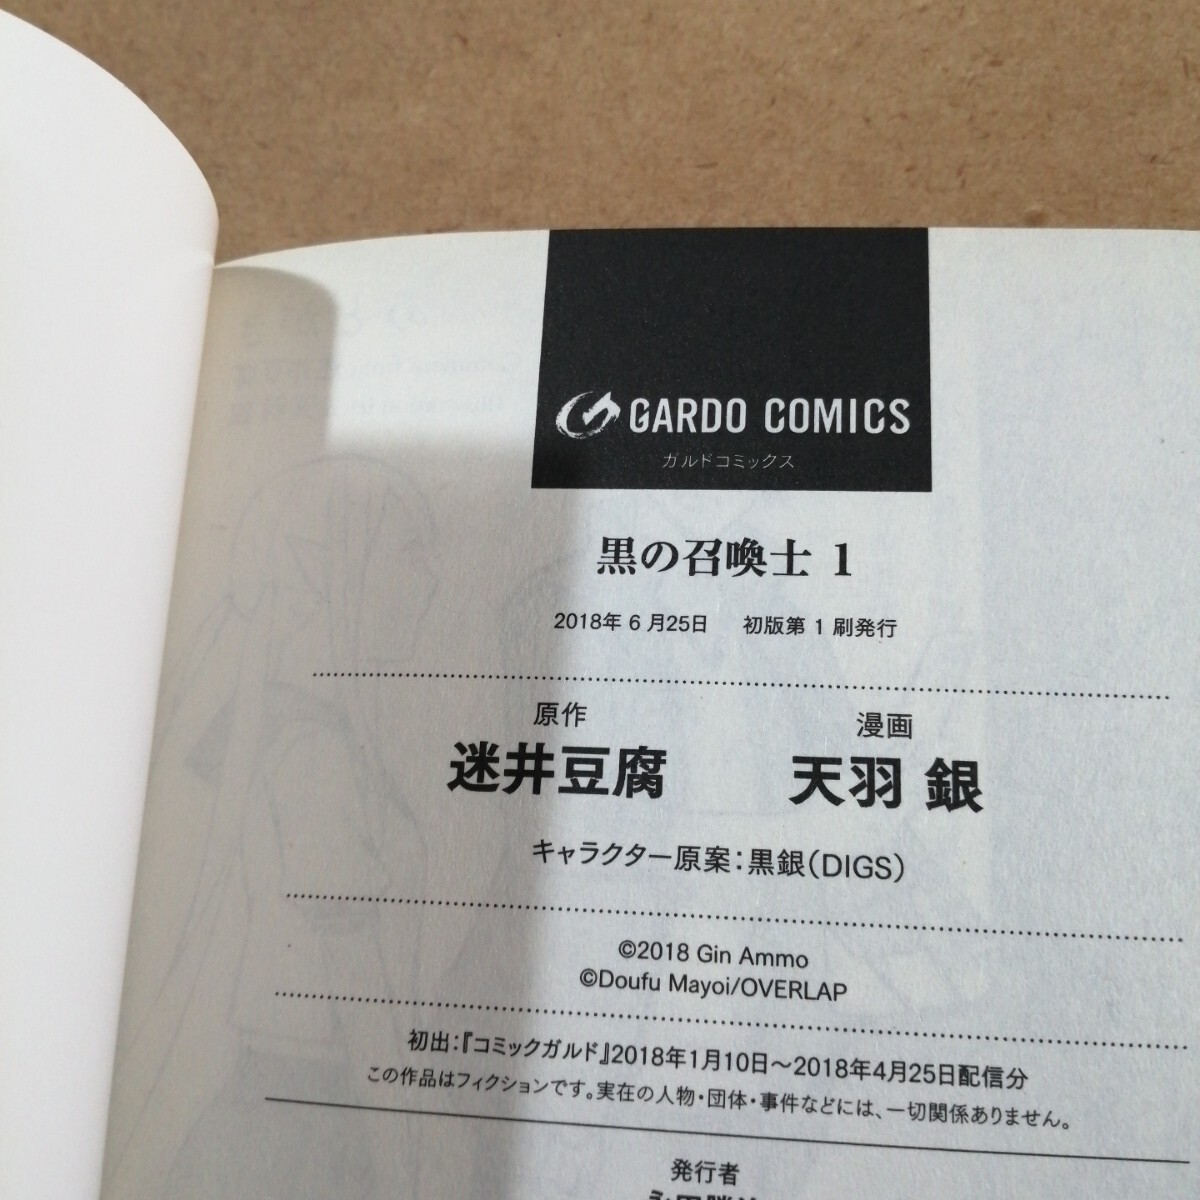 GARDO COMICS
ガルドコミックス
黒の召喚士 1
2018年6月25日 初版第1刷発行
原作 漫画
迷井豆腐 天羽 銀
キャラクター原案：黒銀（DIGS）
©2018 Gin Ammo
©Doufu Mayoi/OVERLAP
初出：『コミックガルド』2018年1月10日〜2018年4月25日配信分
この作品はフィクションです。実在の人物・団体・事件などには、一切関係ありません。
発行者